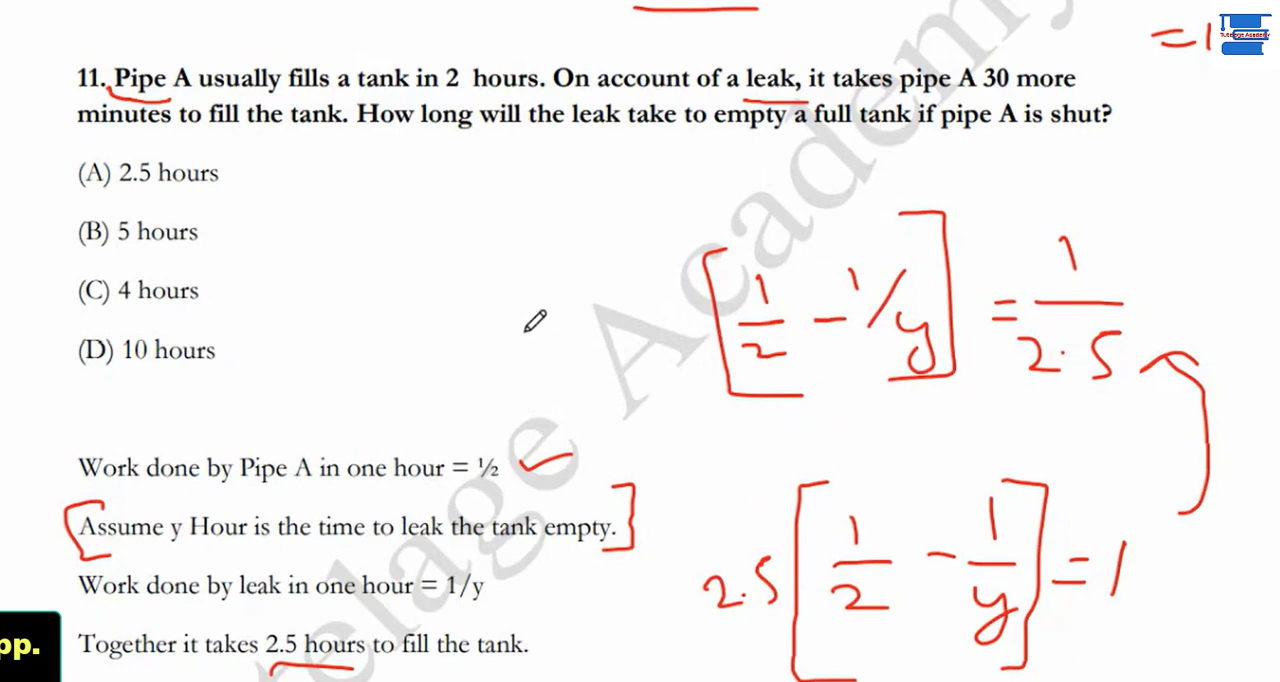 = 1
Tutelage Academy
11. Pipe A usually fills a tank in 2 hours. On account of a leak, it takes pipe A 30 more
minutes to fill the tank. How long will the leak take to empty a full tank if pipe A is shut?
(A) 2.5 hours
(B) 5 hours
(C) 4 hours
(D) 10 hours
[1/2 - 1/y] = 1/2.5
Work done by Pipe A in one hour = ½
Assume y Hour is the time to leak the tank empty.
Work done by leak in one hour = 1/y
2.5 [1/2 - 1/y] = 1
Together it takes 2.5 hours to fill the tank.
pp.
telage Academy